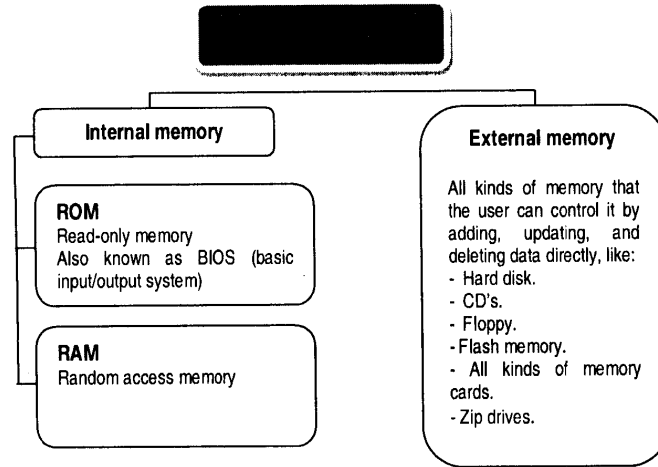 Internal memory
ROM
Read-only memory
Also known as BIOS (basic
input/output system)
RAM
Random access memory
External memory
All kinds of memory that
the user can control it by
adding, updating, and
deleting data directly, like:
- Hard disk.
- CD's.
- Floppy.
-Flash memory.
- All kinds of memory
cards.
- Zip drives.